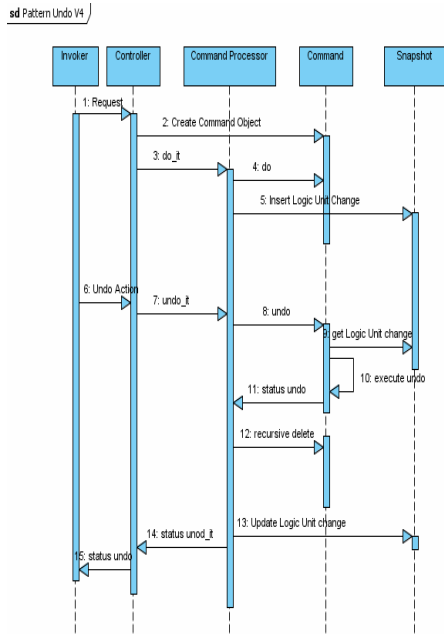 sd Pattern Undo V4
Invoker
Controller
Command Processor
Command
Snapshot
1: Request
2: Create Command Object
3: do_it
4: do
5: Insert Logic Unit Change
6: Undo Action
7: undo_it
8: undo
9: get Logic Unit change
10: execute undo
11: status undo
12: recursive delete
13: Update Logic Unit change
14: status unod_it
15: status undo